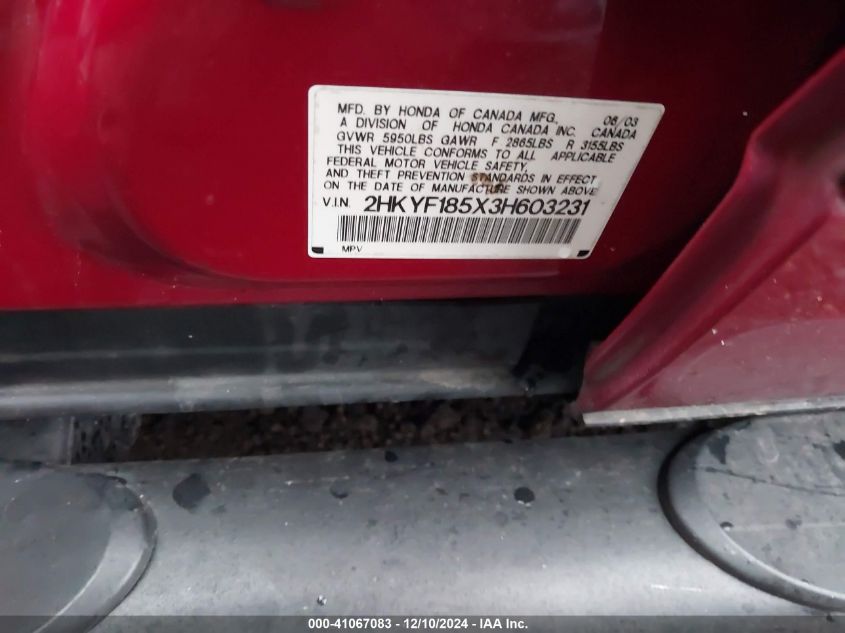 MFD. BY HONDA OF CANADA MFG., 06/03
A DIVISION OF HONDA CANADA INC. CANADA
GVWR 5950LBS GAWR F 2865LBS R 3155LBS
THIS VEHICLE CONFORMS TO ALL APPLICABLE
FEDERAL MOTOR VEHICLE SAFETY,
AND THEFT PREVENTION STANDARDS IN EFFECT
ON THE DATE OF MANUFACTURE SHOWN ABOVE
V.I.N. 2HKYF185X3H603231
MPV
000-41067083 - 12/10/2024 - IAA Inc.